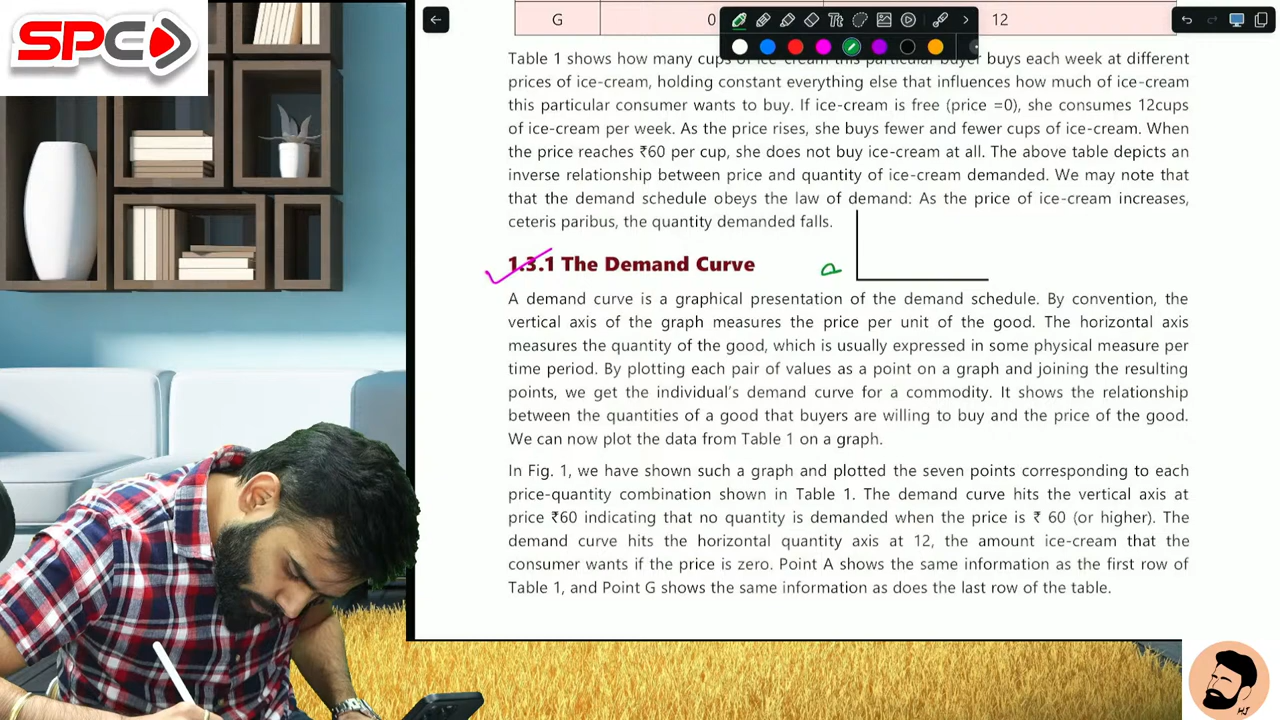 SPC
G 0 12
Table 1 shows how many cups of ice-cream this particular buyer buys each week at different
prices of ice-cream, holding constant everything else that influences how much of ice-cream
this particular consumer wants to buy. If ice-cream is free (price =0), she consumes 12cups
of ice-cream per week. As the price rises, she buys fewer and fewer cups of ice-cream. When
the price reaches ₹60 per cup, she does not buy ice-cream at all. The above table depicts an
inverse relationship between price and quantity of ice-cream demanded. We may note that
that the demand schedule obeys the law of demand: As the price of ice-cream increases,
ceteris paribus, the quantity demanded falls.
1.3.1 The Demand Curve
P
A demand curve is a graphical presentation of the demand schedule. By convention, the
vertical axis of the graph measures the price per unit of the good. The horizontal axis
measures the quantity of the good, which is usually expressed in some physical measure per
time period. By plotting each pair of values as a point on a graph and joining the resulting
points, we get the individual’s demand curve for a commodity. It shows the relationship
between the quantities of a good that buyers are willing to buy and the price of the good.
We can now plot the data from Table 1 on a graph.
In Fig. 1, we have shown such a graph and plotted the seven points corresponding to each
price-quantity combination shown in Table 1. The demand curve hits the vertical axis at
price ₹60 indicating that no quantity is demanded when the price is ₹ 60 (or higher). The
demand curve hits the horizontal quantity axis at 12, the amount ice-cream that the
consumer wants if the price is zero. Point A shows the same information as the first row of
Table 1, and Point G shows the same information as does the last row of the table.
HJ